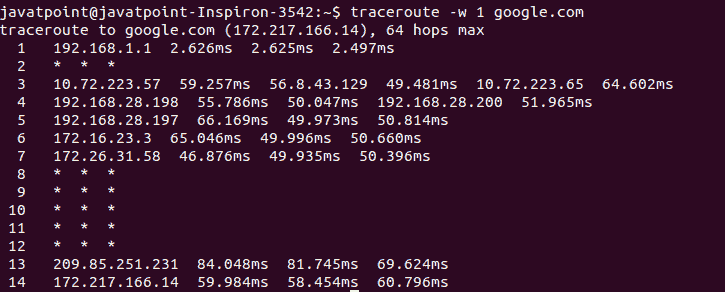 javatpoint@javatpoint-Inspiron-3542:~$ traceroute -w 1 google.com
traceroute to google.com (172.217.166.14), 64 hops max
1 192.168.1.1 2.626ms 2.625ms 2.497ms
2 * * *
3 10.72.223.57 59.257ms 56.8.43.129 49.481ms 10.72.223.65 64.602ms
4 192.168.28.198 55.786ms 50.047ms 192.168.28.200 51.965ms
5 192.168.28.197 66.169ms 49.973ms 50.814ms
6 172.16.23.3 65.046ms 49.996ms 50.660ms
7 172.26.31.58 46.876ms 49.935ms 50.396ms
8 * * *
9 * * *
10 * * *
11 * * *
12 * * *
13 209.85.251.231 84.048ms 81.745ms 69.624ms
14 172.217.166.14 59.984ms 58.454ms 60.796ms